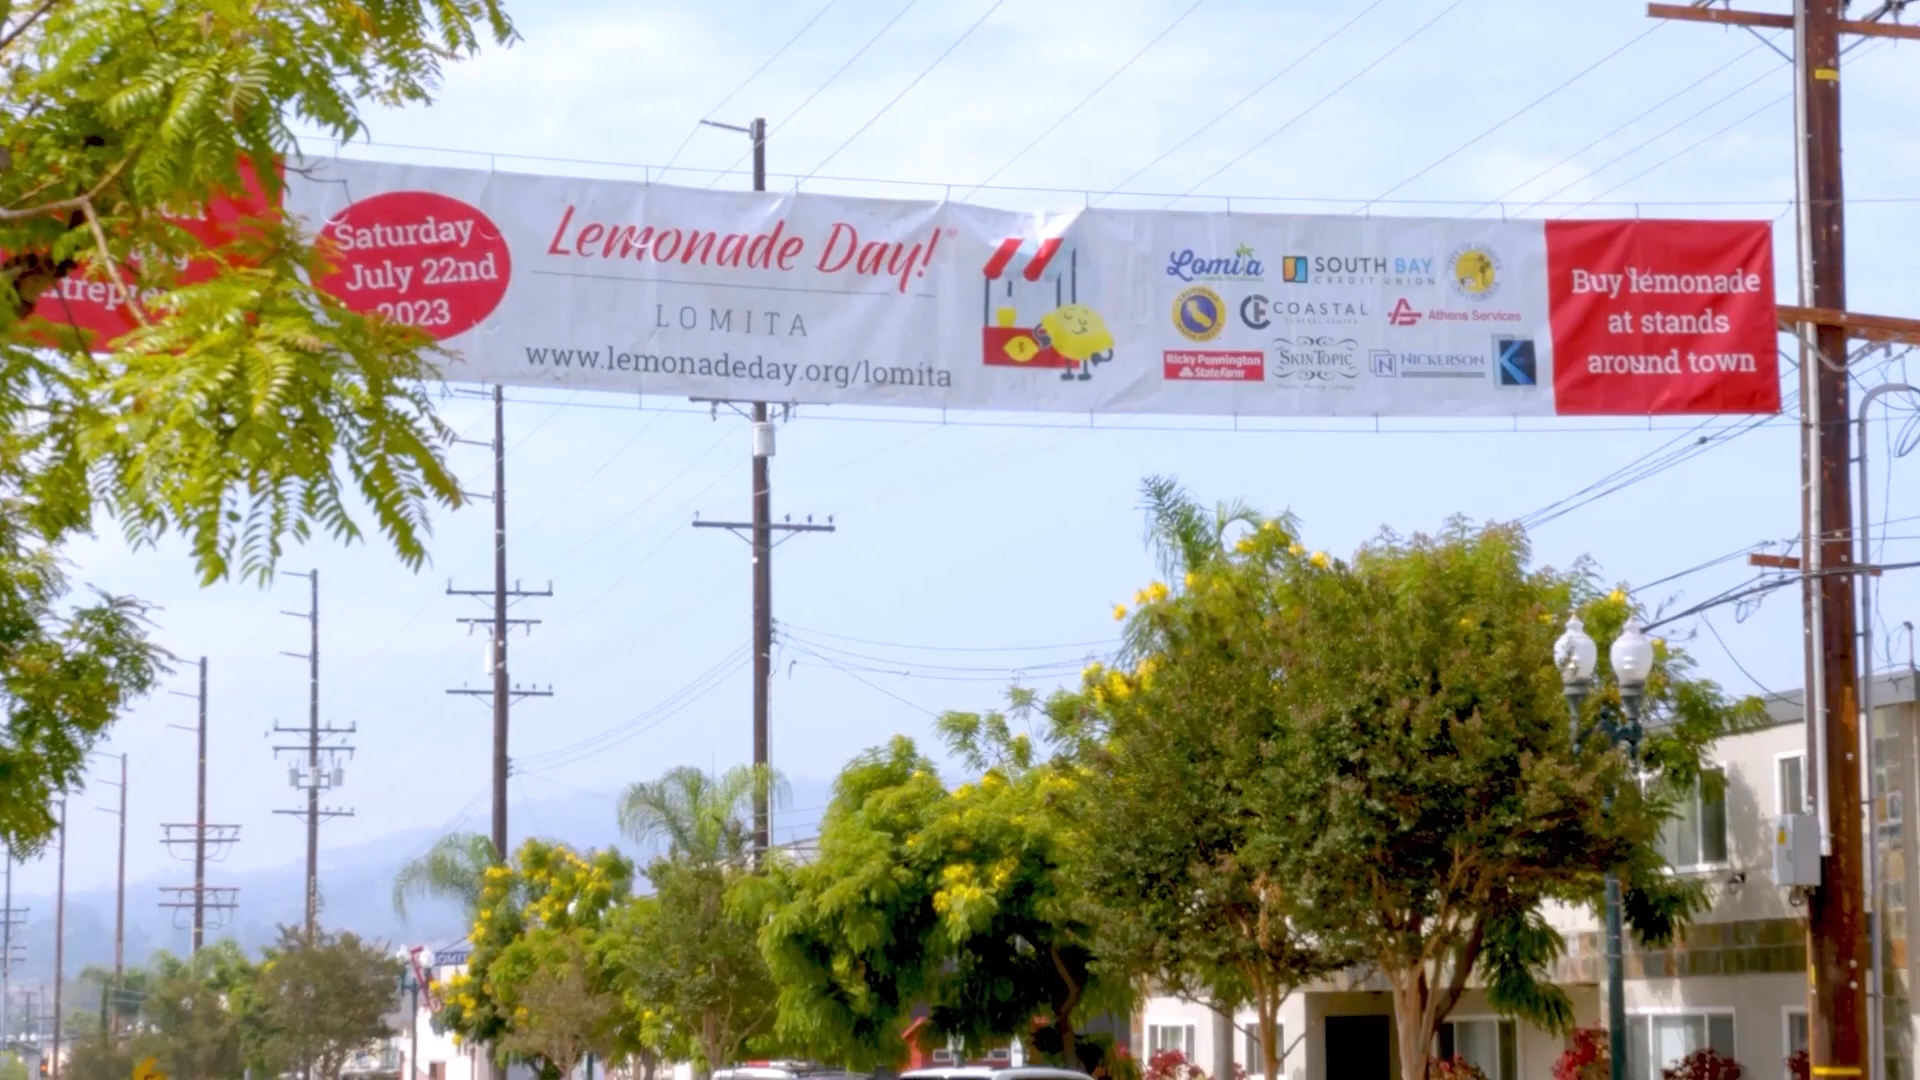 Saturday
July 22nd
2023
Lemonade Day!
LOMITA
www.lemonadeday.org/lomita
Lomita
SOUTH BAY
CREDIT UNION
COASTAL
Athens Services
Ricky Pennington
State Farm
SKINTOPIC
N NICKERSON
Buy lemonade
at stands
around town